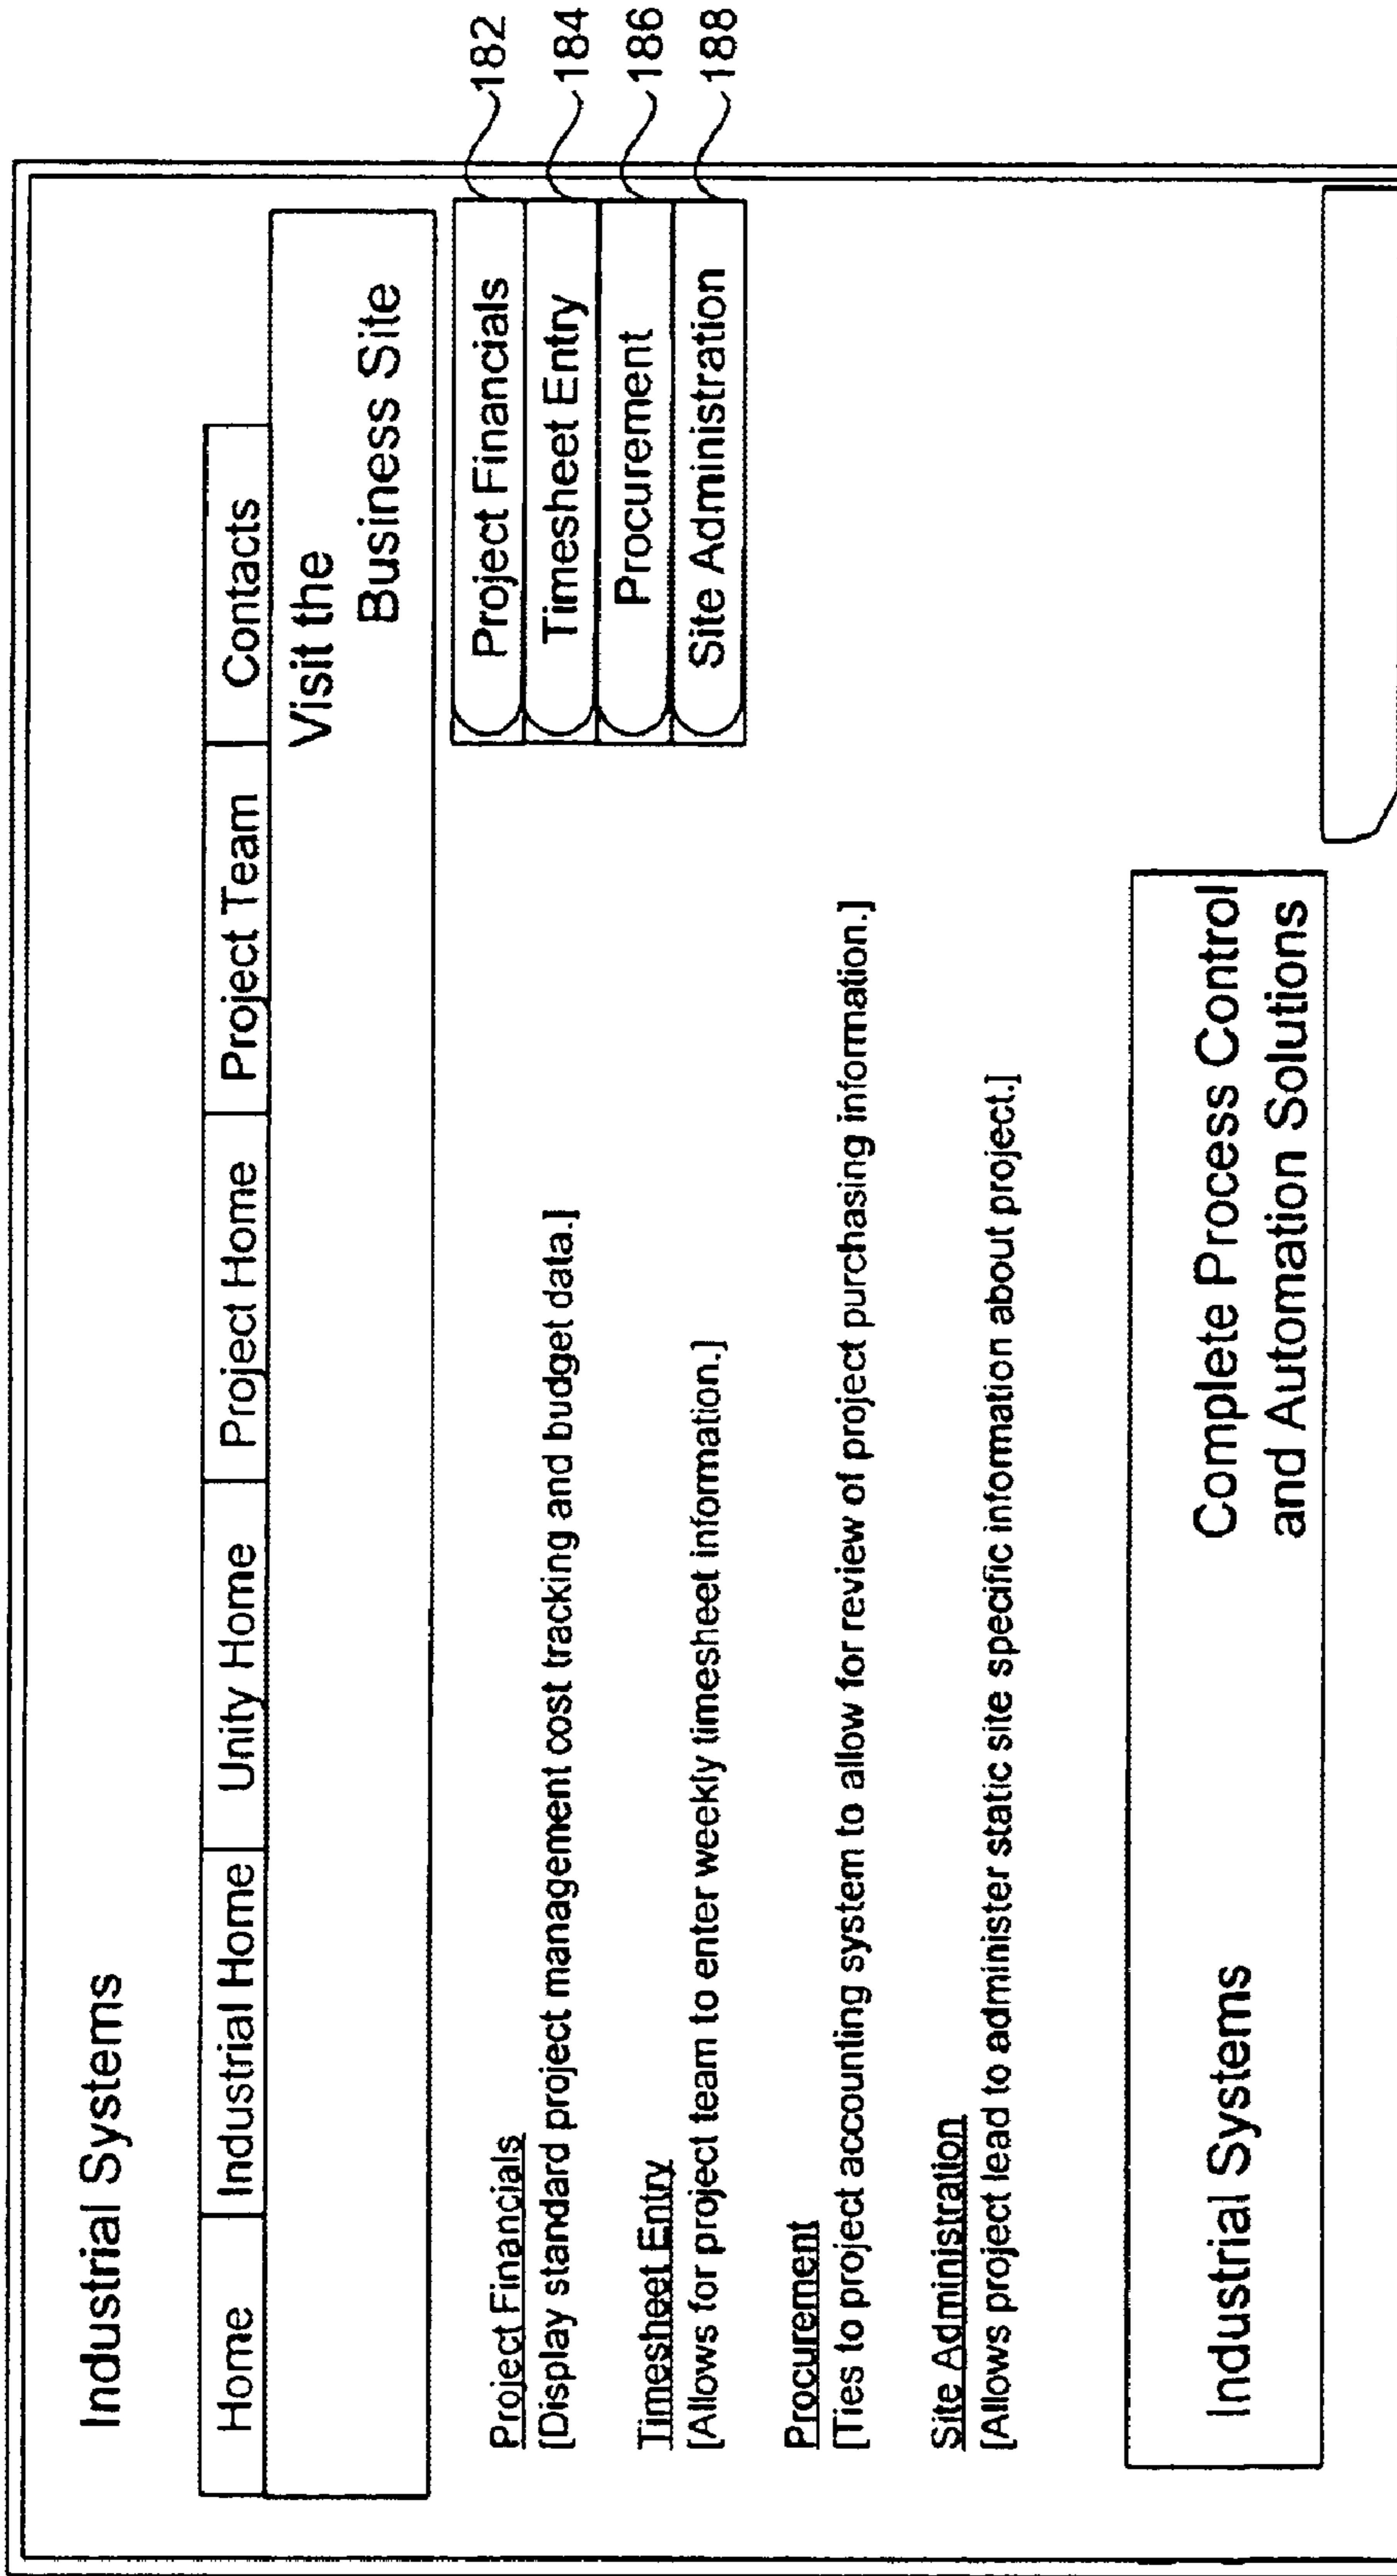 Industrial Systems
Home Industrial Home Unity Home Project Home Project Team Contacts
Visit the
Business Site
Project Financials 182
Timesheet Entry 184
Procurement 186
Site Administration 188
Project Financials
[Display standard project management cost tracking and budget data.]
Timesheet Entry
[Allows for project team to enter weekly timesheet information.]
Procurement
[Ties to project accounting system to allow for review of project purchasing information.]
Site Administration
[Allows project lead to administer static site specific information about project.]
Industrial Systems
Complete Process Control
and Automation Solutions